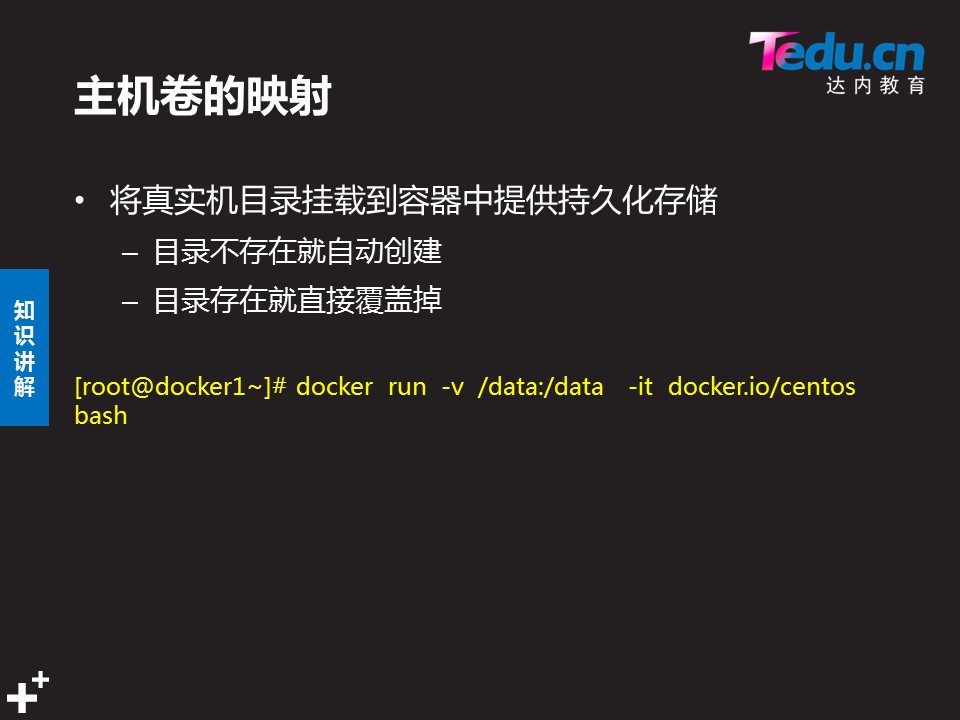 Tedu.cn
达内教育
主机卷的映射
• 将真实机目录挂载到容器中提供持久化存储
– 目录不存在就自动创建
– 目录存在就直接覆盖掉
知
识
讲
解
[root@docker1~]# docker run -v /data:/data -it docker.io/centos
bash